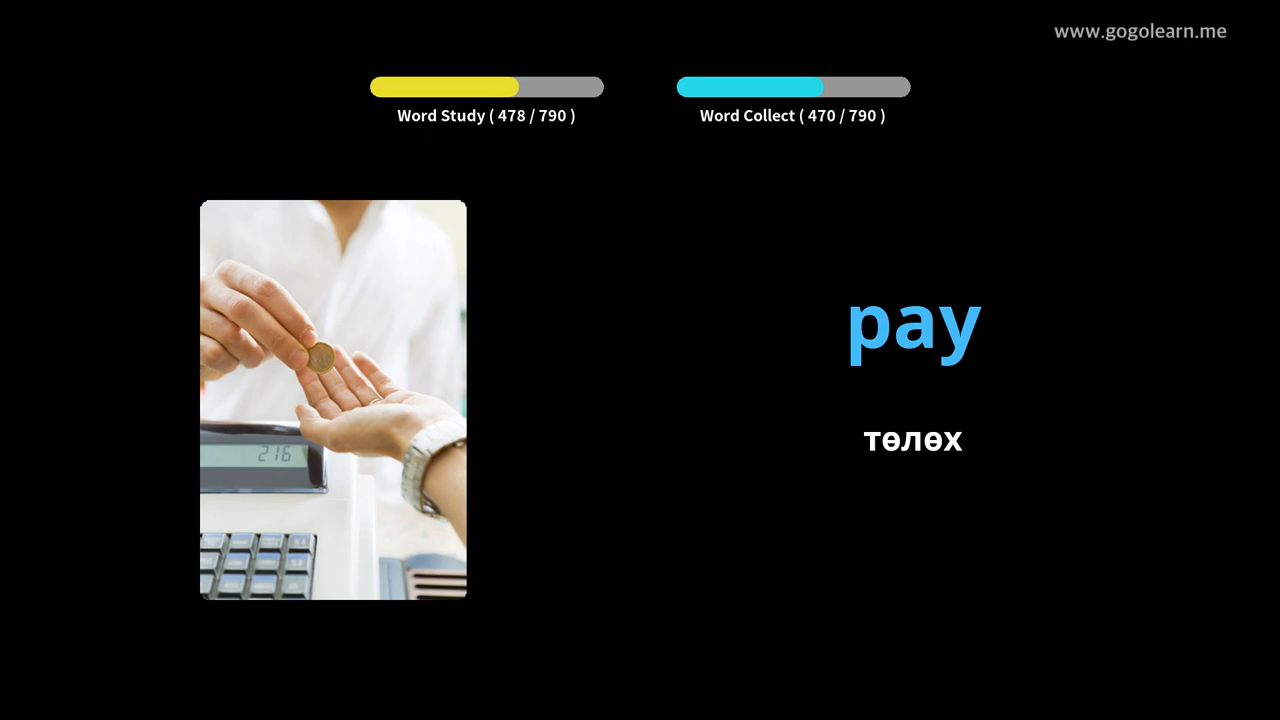 www.gogolearn.me
Word Study ( 478 / 790 )
Word Collect ( 470 / 790 )
pay
төлөх
216